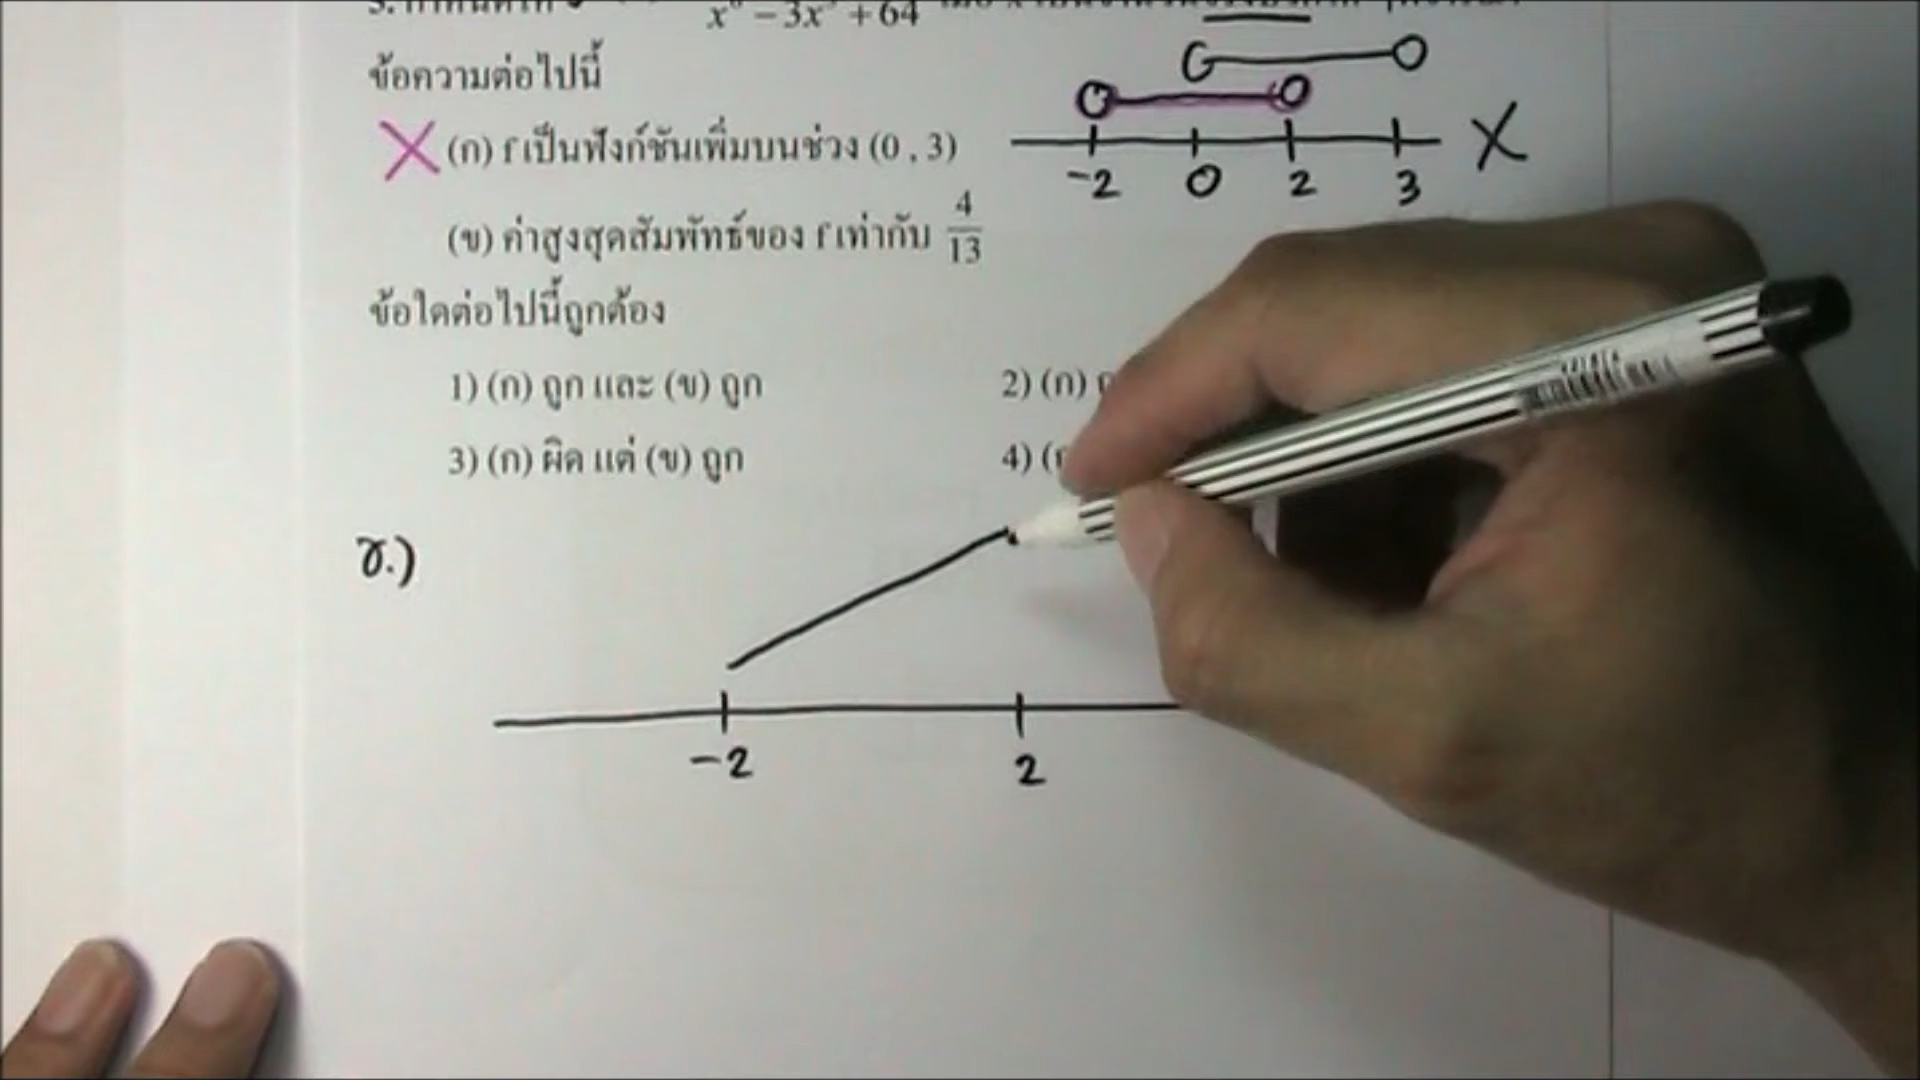 x⁶ – 3x³ + 64
ข้อความต่อไปนี้
X (ก) f เป็นฟังก์ชันเพิ่มบนช่วง (0 , 3)
-2 0 2 3 X
(ข) ค่าสูงสุดสัมพัทธ์ของ f เท่ากับ 4/13
ข้อใดต่อไปนี้ถูกต้อง
1) (ก) ถูก และ (ข) ถูก
2) (ก)
3) (ก) ผิด แต่ (ข) ถูก
4)
ข.)
-2 2